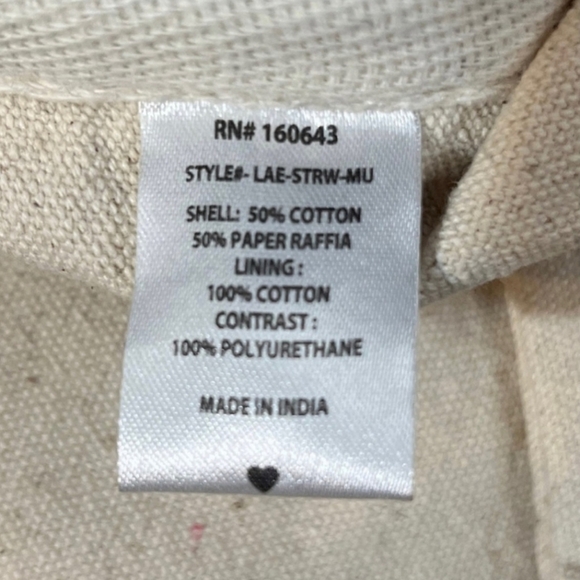 RN# 160643
STYLE#- LAE-STRW-MU
SHELL: 50% COTTON
50% PAPER RAFFIA
LINING :
100% COTTON
CONTRAST :
100% POLYURETHANE
MADE IN INDIA